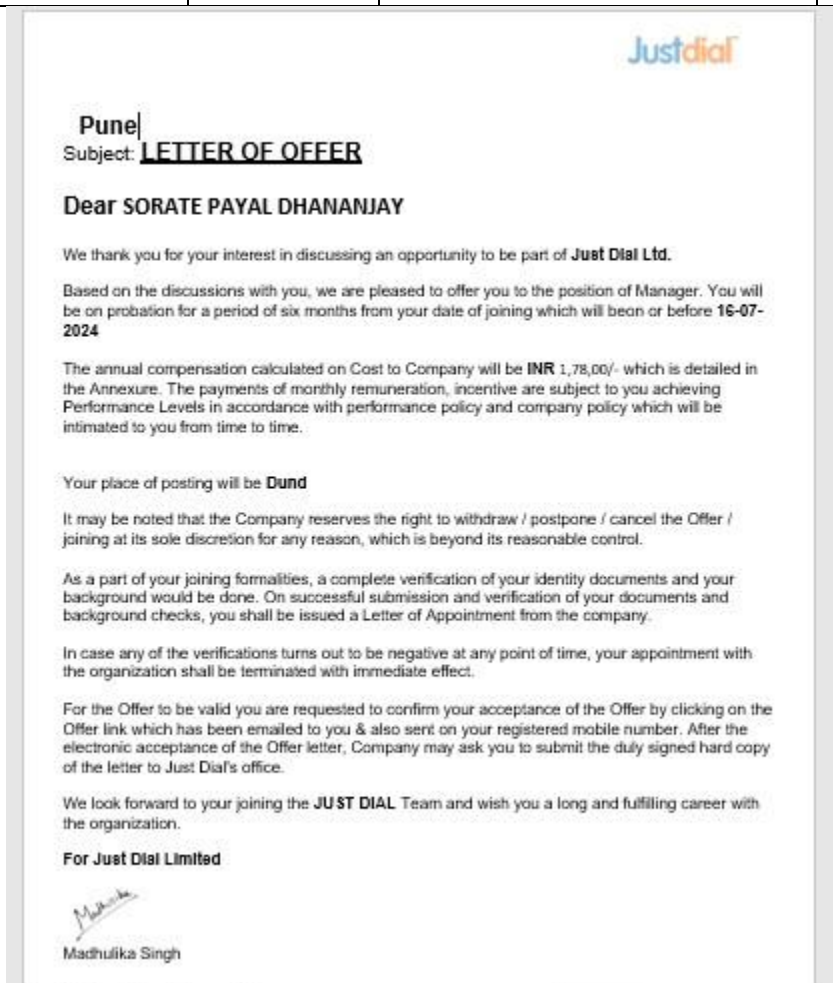 Justdial
Pune
Subject: LETTER OF OFFER
Dear SORATE PAYAL DHANANJAY
We thank you for your interest in discussing an opportunity to be part of Just Dial Ltd.
Based on the discussions with you, we are pleased to offer you to the position of Manager. You will
be on probation for a period of six months from your date of joining which will beon or before 16-07-
2024
The annual compensation calculated on Cost to Company will be INR 1,78,00/- which is detailed in
the Annexure. The payments of monthly remuneration, incentive are subject to you achieving
Performance Levels in accordance with performance policy and company policy which will be
intimated to you from time to time.
Your place of posting will be Dund
It may be noted that the Company reserves the right to withdraw / postpone / cancel the Offer /
joining at its sole discretion for any reason, which is beyond its reasonable control.
As a part of your joining formalities, a complete verification of your identity documents and your
background would be done. On successful submission and verification of your documents and
background checks, you shall be issued a Letter of Appointment from the company.
In case any of the verifications turns out to be negative at any point of time, your appointment with
the organization shall be terminated with immediate effect.
For the Offer to be valid you are requested to confirm your acceptance of the Offer by clicking on the
Offer link which has been emailed to you & also sent on your registered mobile number. After the
electronic acceptance of the Offer letter, Company may ask you to submit the duly signed hard copy
of the letter to Just Dial's office.
We look forward to your joining the JUST DIAL Team and wish you a long and fulfilling career with
the organization.
For Just Dial Limited
Madhulika Singh